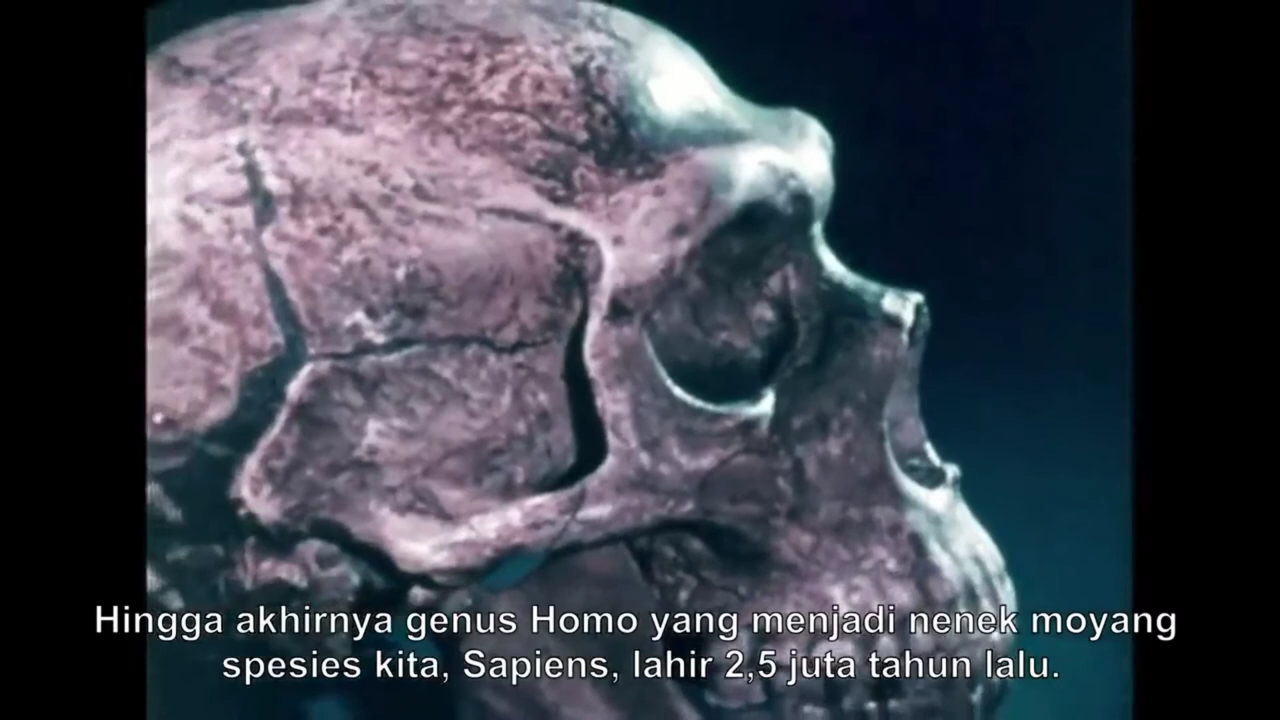 Hingga akhirnya genus Homo yang menjadi nenek moyang
spesies kita, Sapiens, lahir 2,5 juta tahun lalu.